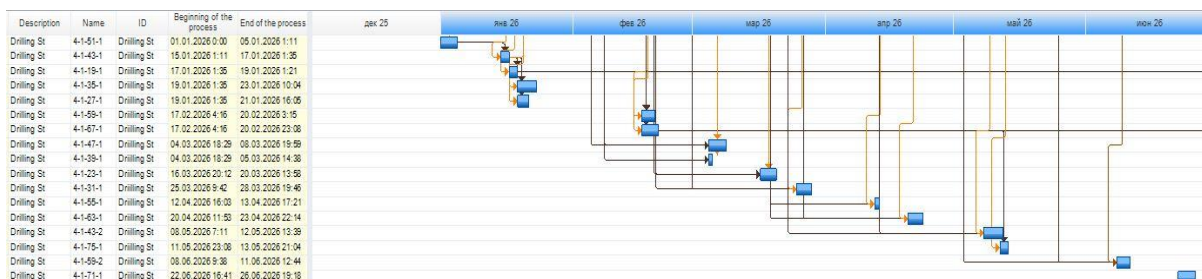 Description Name ID Beginning of the process End of the process дек 25 янв 26 фев 26 мар 26 апр 26 май 26 июн 26
Drilling St 4-1-51-1 Drilling St 01.01.2026 0:00 05.01.2026 1:11
Drilling St 4-1-43-1 Drilling St 15.01.2026 1:11 17.01.2026 1:35
Drilling St 4-1-19-1 Drilling St 17.01.2026 1:35 19.01.2026 1:21
Drilling St 4-1-35-1 Drilling St 19.01.2026 1:35 23.01.2026 10:04
Drilling St 4-1-27-1 Drilling St 19.01.2026 1:35 21.01.2026 16:05
Drilling St 4-1-59-1 Drilling St 17.02.2026 4:16 20.02.2026 3:15
Drilling St 4-1-67-1 Drilling St 17.02.2026 4:16 20.02.2026 23:08
Drilling St 4-1-47-1 Drilling St 04.03.2026 18:29 08.03.2026 19:59
Drilling St 4-1-39-1 Drilling St 04.03.2026 18:29 05.03.2026 14:38
Drilling St 4-1-23-1 Drilling St 16.03.2026 20:12 20.03.2026 13:58
Drilling St 4-1-31-1 Drilling St 25.03.2026 9:42 28.03.2026 19:46
Drilling St 4-1-55-1 Drilling St 12.04.2026 16:03 13.04.2026 17:21
Drilling St 4-1-63-1 Drilling St 20.04.2026 11:53 23.04.2026 22:14
Drilling St 4-1-43-2 Drilling St 08.05.2026 7:11 12.05.2026 13:39
Drilling St 4-1-75-1 Drilling St 11.05.2026 23:08 13.05.2026 21:04
Drilling St 4-1-59-2 Drilling St 08.06.2026 9:38 11.06.2026 12:44
Drilling St 4-1-71-1 Drilling St 22.06.2026 16:41 26.06.2026 19:18